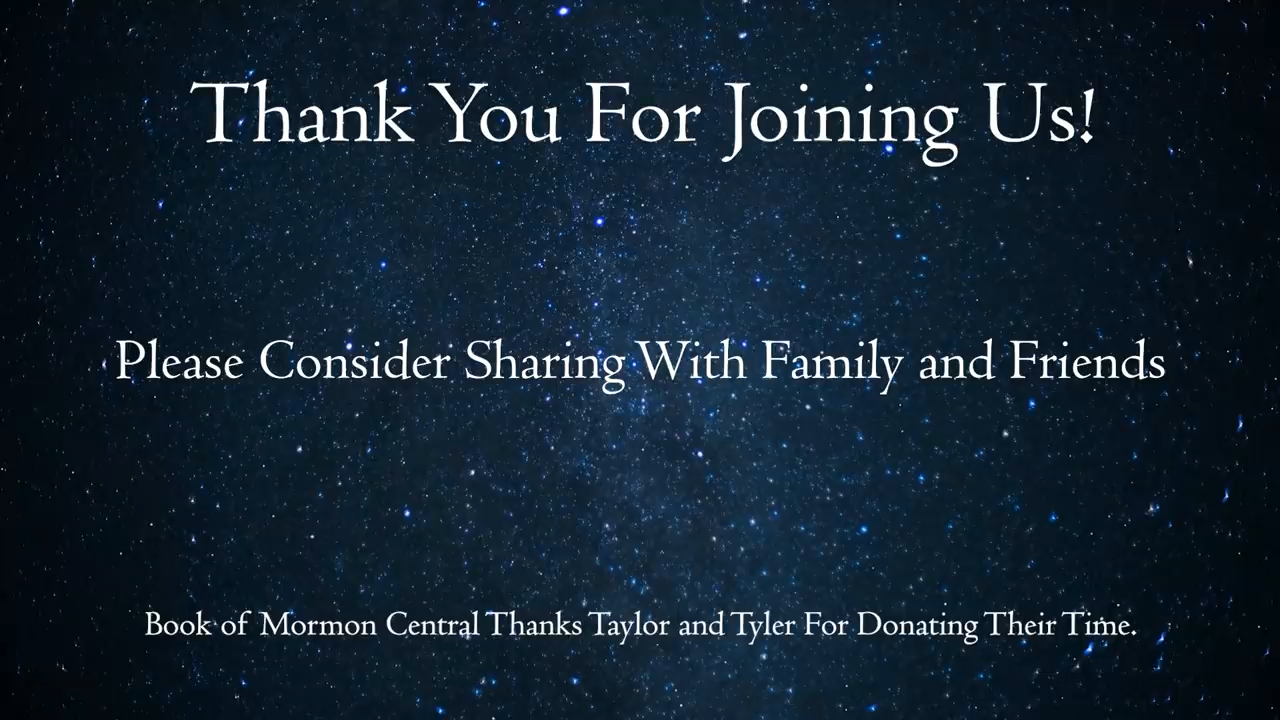 Thank You For Joining Us!
Please Consider Sharing With Family and Friends
Book of Mormon Central Thanks Taylor and Tyler For Donating Their Time.